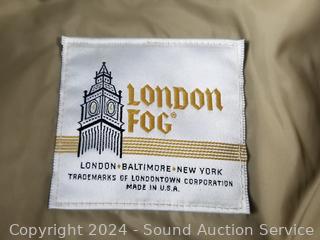 LONDON
FOG®
LONDON • BALTIMORE • NEW YORK
TRADEMARKS OF LONDONTOWN CORPORATION
MADE IN U.S.A.
Copyright 2024 - Sound Auction Service